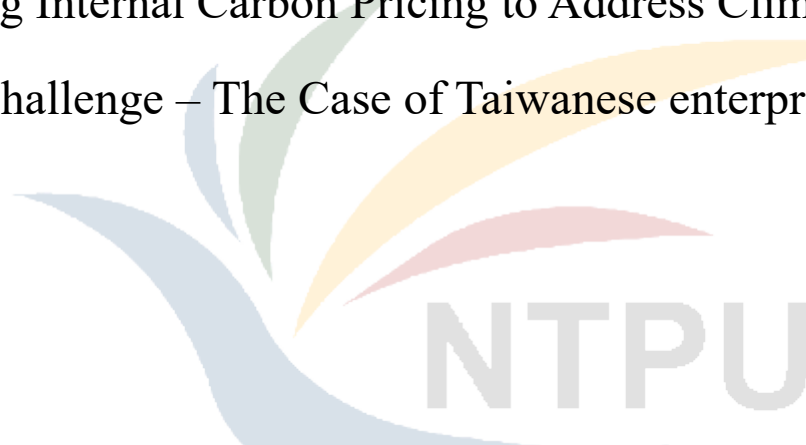 g Internal Carbon Pricing to Address Clim
hallenge – The Case of Taiwanese enterpr
NTPU